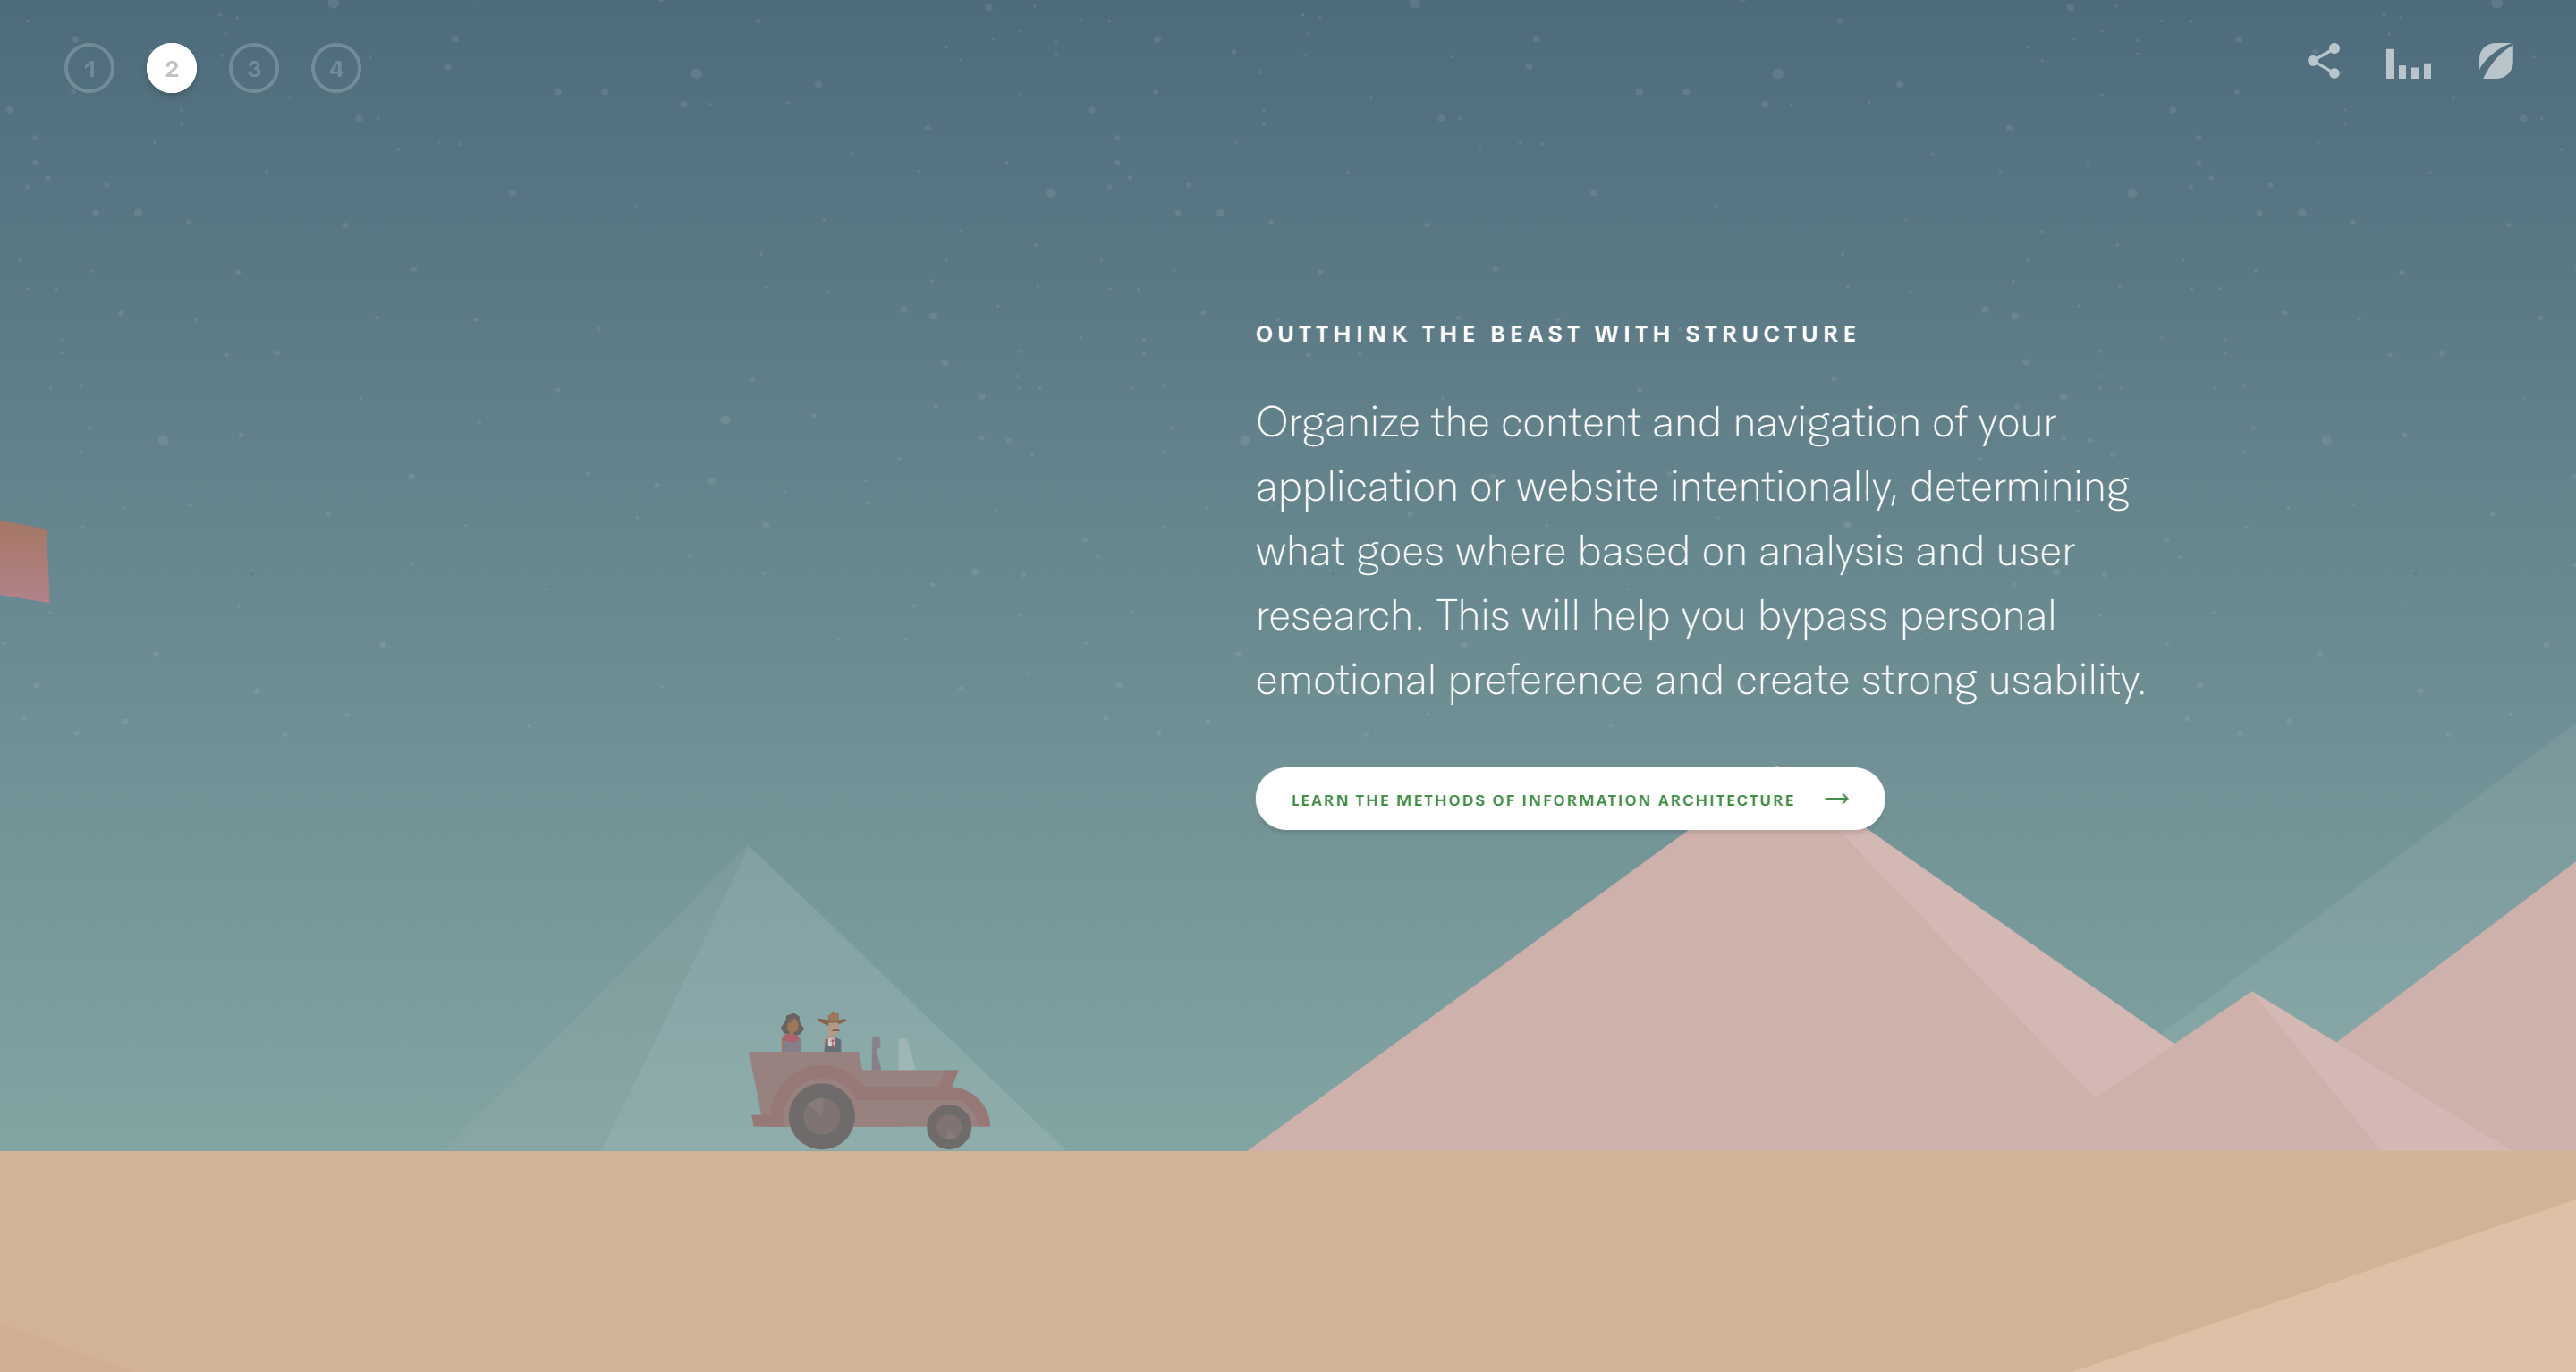 1 2 3 4
OUTTHINK THE BEAST WITH STRUCTURE
Organize the content and navigation of your
application or website intentionally, determining
what goes where based on analysis and user
research. This will help you bypass personal
emotional preference and create strong usability.
LEARN THE METHODS OF INFORMATION ARCHITECTURE